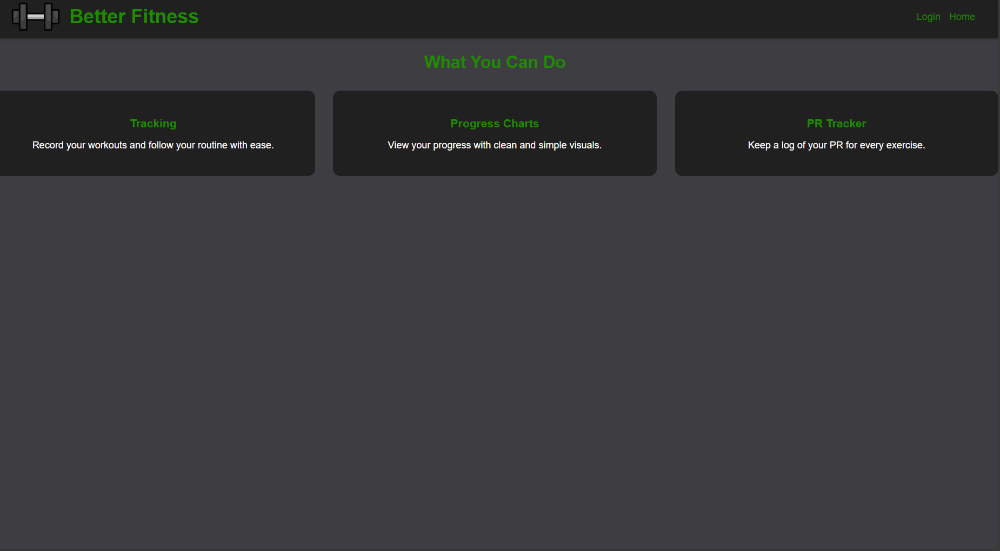 Better Fitness
Login Home
What You Can Do
Tracking
Record your workouts and follow your routine with ease.
Progress Charts
View your progress with clean and simple visuals.
PR Tracker
Keep a log of your PR for every exercise.